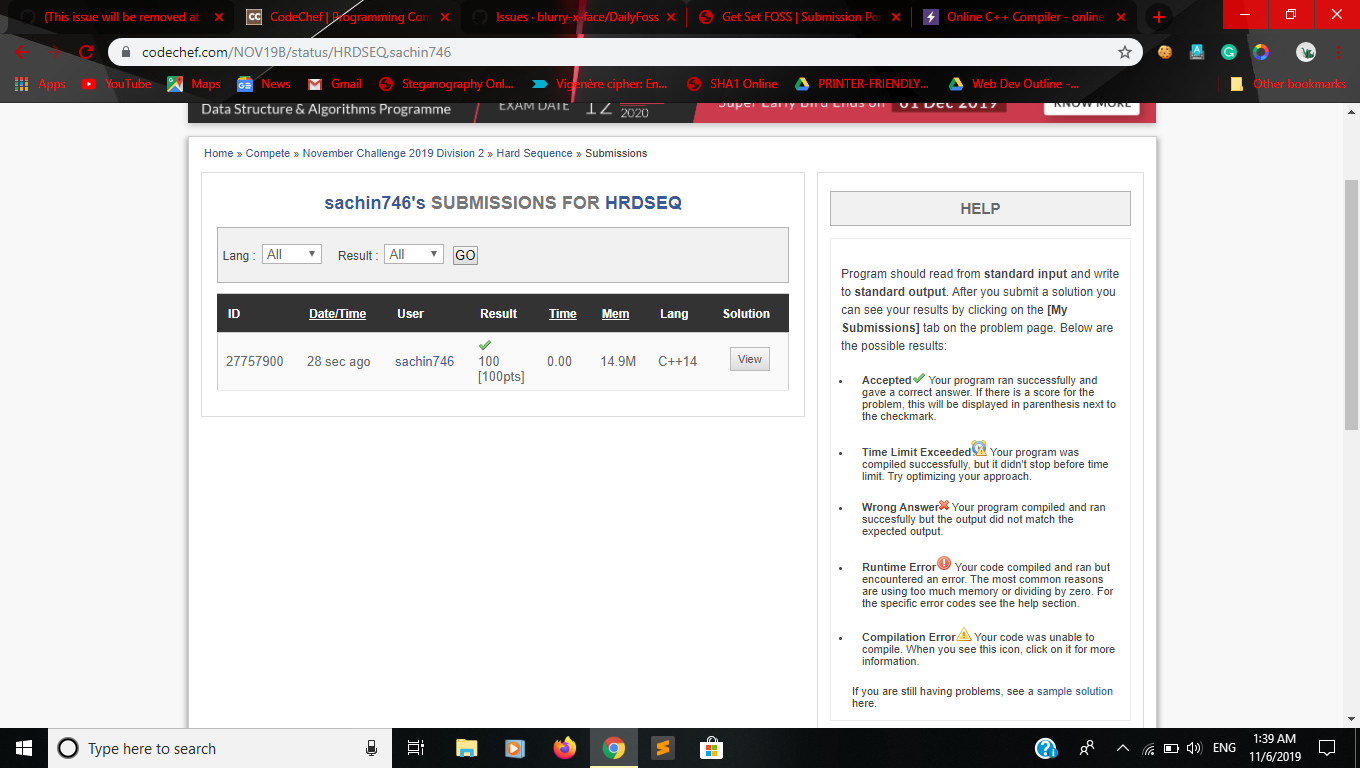 (This issue will be removed at
CodeChef | Programming Com
Issues · blurry-x-face/DailyFoss
Get Set FOSS | Submission Por
Online C++ Compiler - online
codechef.com/NOV19B/status/HRDSEQ,sachin746
Apps
YouTube
Maps
News
Gmail
Steganography Onl...
Vigenère cipher: En...
SHA1 Online
PRINTER-FRIENDLY...
Web Dev Outline -...
Other bookmarks
Data Structure & Algorithms Programme
EXAM DATE
12
2020
Super Early Bird Ends on 01 Dec 2019
KNOW MORE
Home » Compete » November Challenge 2019 Division 2 » Hard Sequence » Submissions
sachin746's SUBMISSIONS FOR HRDSEQ
Lang : All Result : All GO
ID Date/Time User Result Time Mem Lang Solution
27757900 28 sec ago sachin746 100 [100pts] 0.00 14.9M C++14 View
HELP
Program should read from standard input and write
to standard output. After you submit a solution you
can see your results by clicking on the [My
Submissions] tab on the problem page. Below are
the possible results:
Accepted Your program ran successfully and
gave a correct answer. If there is a score for the
problem, this will be displayed in parenthesis next to
the checkmark.
Time Limit Exceeded Your program was
compiled successfully, but it didn't stop before time
limit. Try optimizing your approach.
Wrong Answer Your program compiled and ran
succesfully but the output did not match the
expected output.
Runtime Error Your code compiled and ran but
encountered an error. The most common reasons
are using too much memory or dividing by zero. For
the specific error codes see the help section.
Compilation Error Your code was unable to
compile. When you see this icon, click on it for more
information.
If you are still having problems, see a sample solution
here.
Type here to search
ENG
1:39 AM
11/6/2019